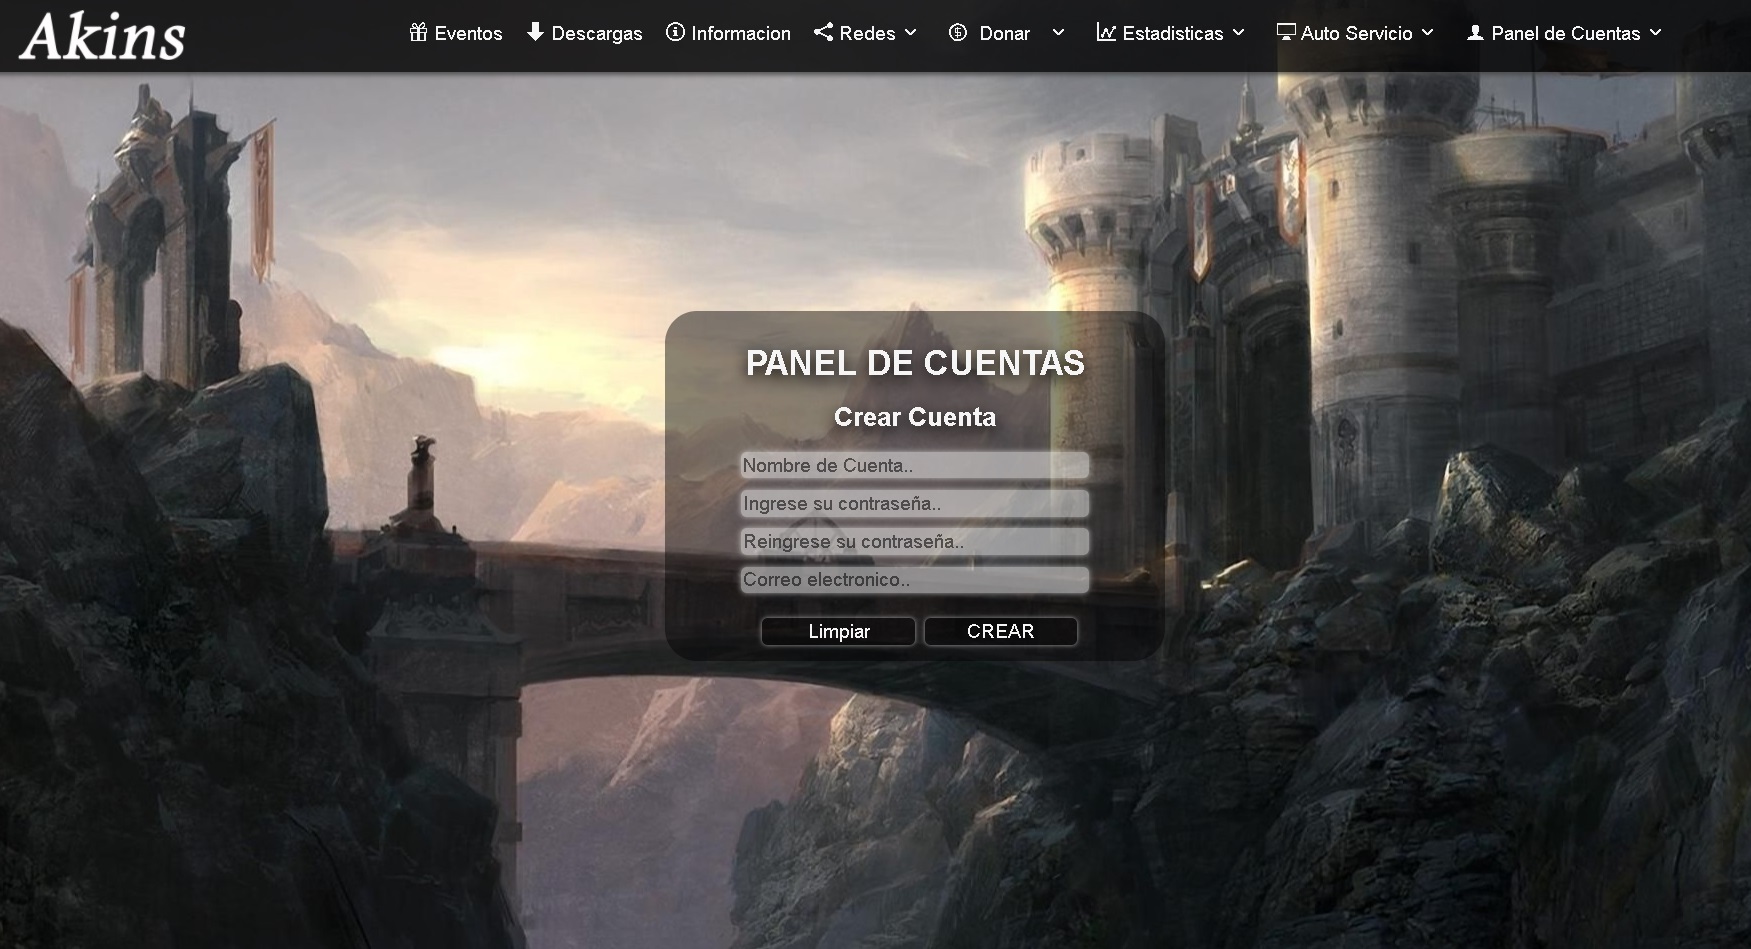 Akins
Eventos Descargas Informacion Redes Donar Estadisticas Auto Servicio Panel de Cuentas
PANEL DE CUENTAS
Crear Cuenta
Nombre de Cuenta..
Ingrese su contraseña..
Reingrese su contraseña..
Correo electronico..
Limpiar CREAR